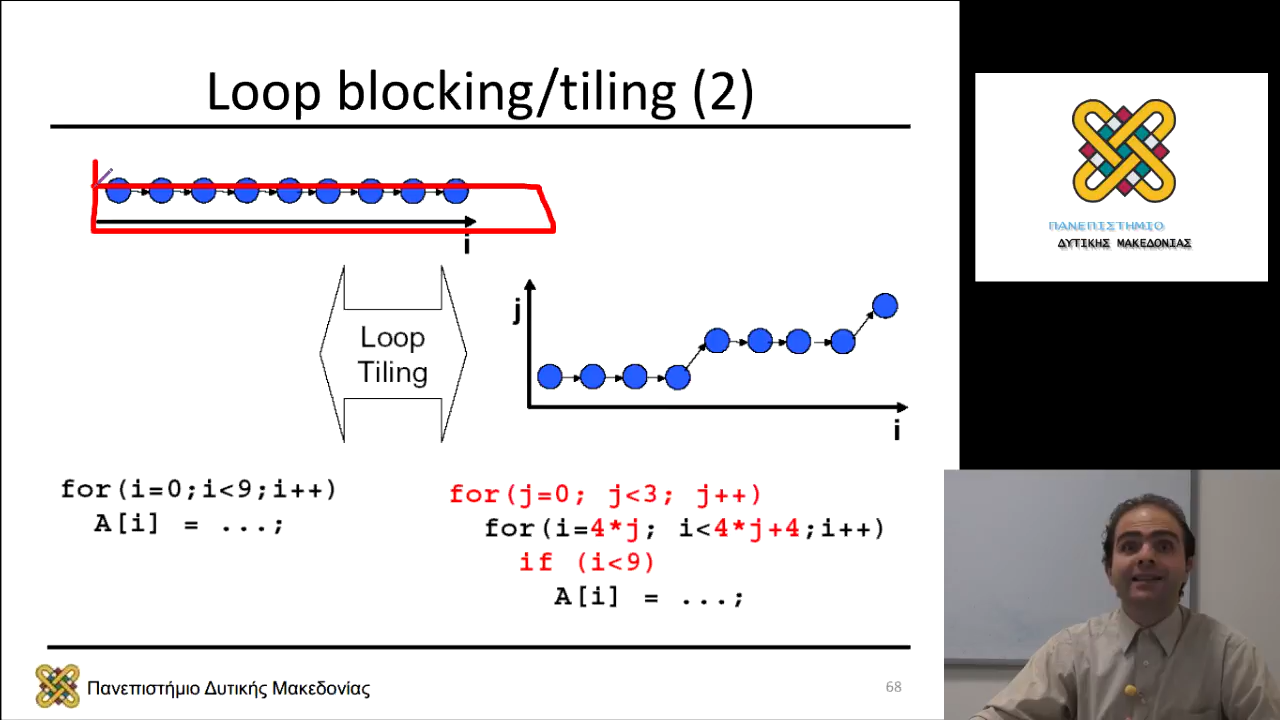 Loop blocking/tiling (2)
i
Loop
Tiling
j
i
for(i=0;i<9;i++)
A[i] = ...;
for(j=0; j<3; j++)
for(i=4*j; i<4*j+4;i++)
if (i<9)
A[i] = ...;
Πανεπιστήμιο Δυτικής Μακεδονίας
68
ΠΑΝΕΠΙΣΤΗΜΙΟ
ΔΥΤΙΚΗΣ ΜΑΚΕΔΟΝΙΑΣ